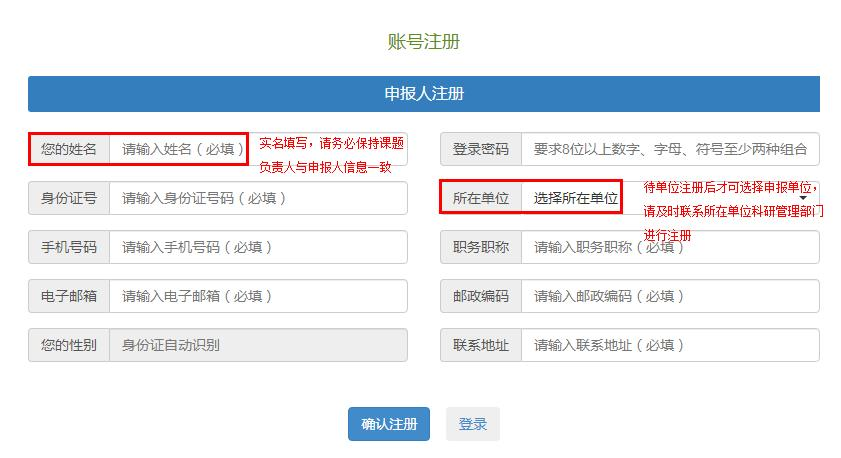 账号注册
申报人注册
您的姓名 请输入姓名（必填）
实名填写，请务必保持课题
负责人与申报人信息一致
登录密码 要求8位以上数字、字母、符号至少两种组合
身份证号 请输入身份证号码（必填）
所在单位 选择所在单位
待单位注册后才可选择申报单位，
请及时联系所在单位科研管理部门
进行注册
手机号码 请输入手机号码（必填）
职务职称 请输入职务职称（必填）
电子邮箱 请输入电子邮箱（必填）
邮政编码 请输入邮政编码（必填）
您的性别 身份证自动识别
联系地址 请输入联系地址（必填）
确认注册 登录